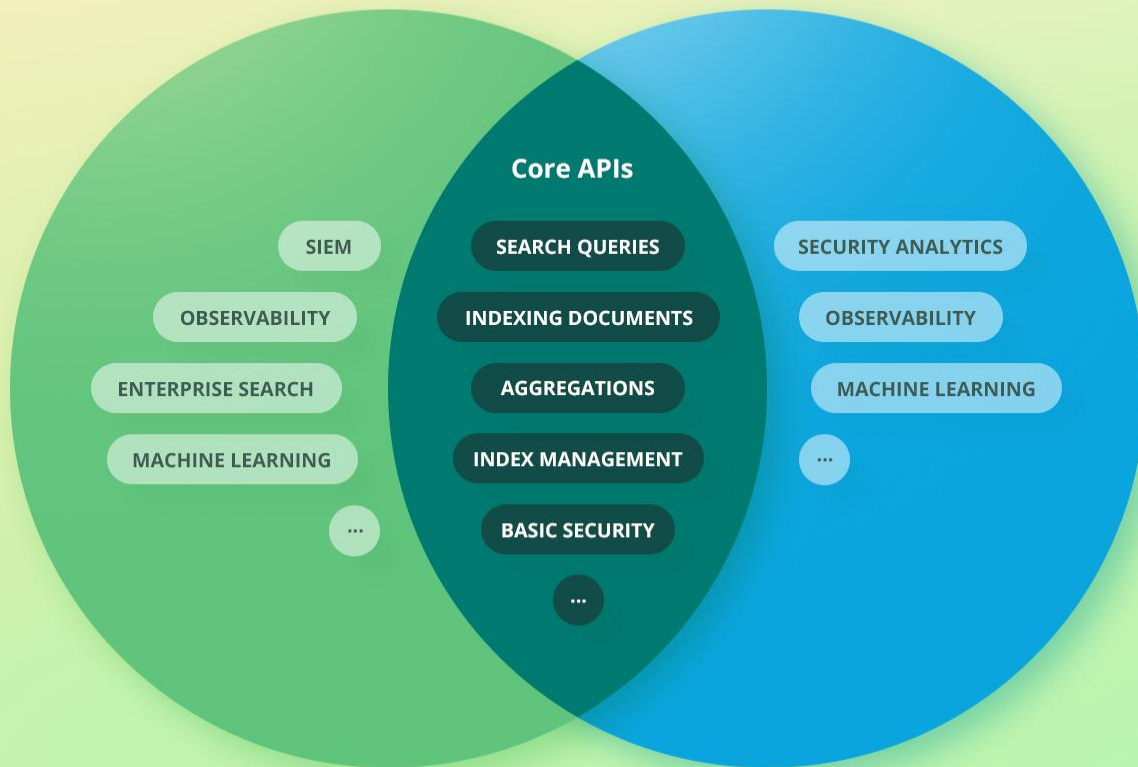 Core APIs
SIEM
OBSERVABILITY
ENTERPRISE SEARCH
MACHINE LEARNING
...
SEARCH QUERIES
INDEXING DOCUMENTS
AGGREGATIONS
INDEX MANAGEMENT
BASIC SECURITY
...
SECURITY ANALYTICS
OBSERVABILITY
MACHINE LEARNING
...